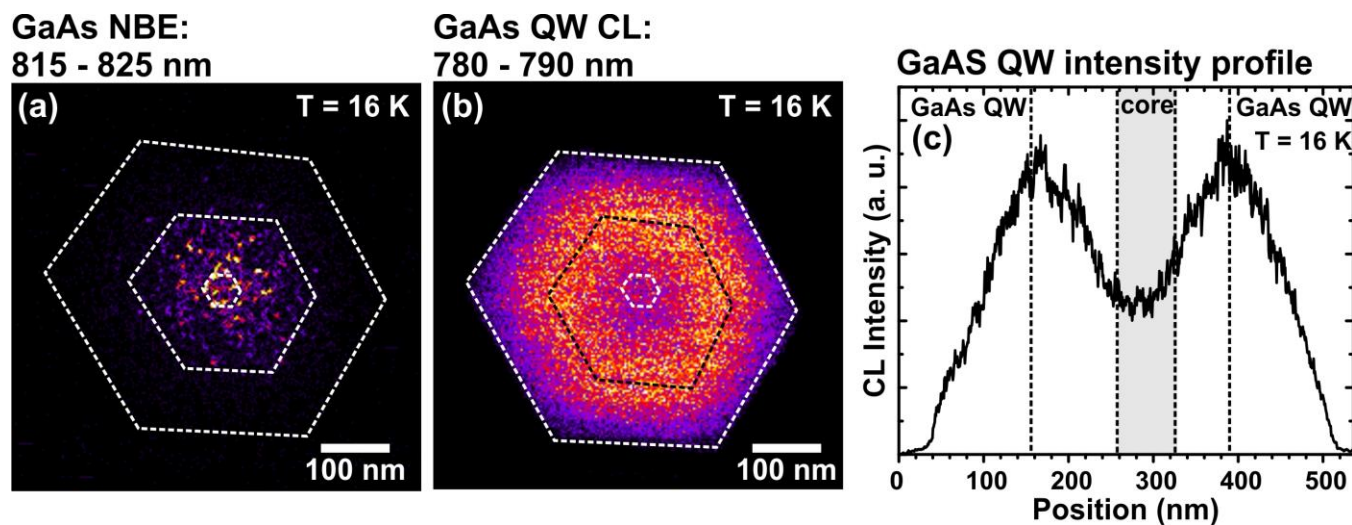 GaAs NBE:
815 - 825 nm
(a)
T = 16 K
100 nm
GaAs QW CL:
780 - 790 nm
(b)
T = 16 K
100 nm
GaAS QW intensity profile
GaAs QW
core
GaAs QW
(c)
T = 16 K
CL Intensity (a. u.)
0 100 200 300 400 500
Position (nm)